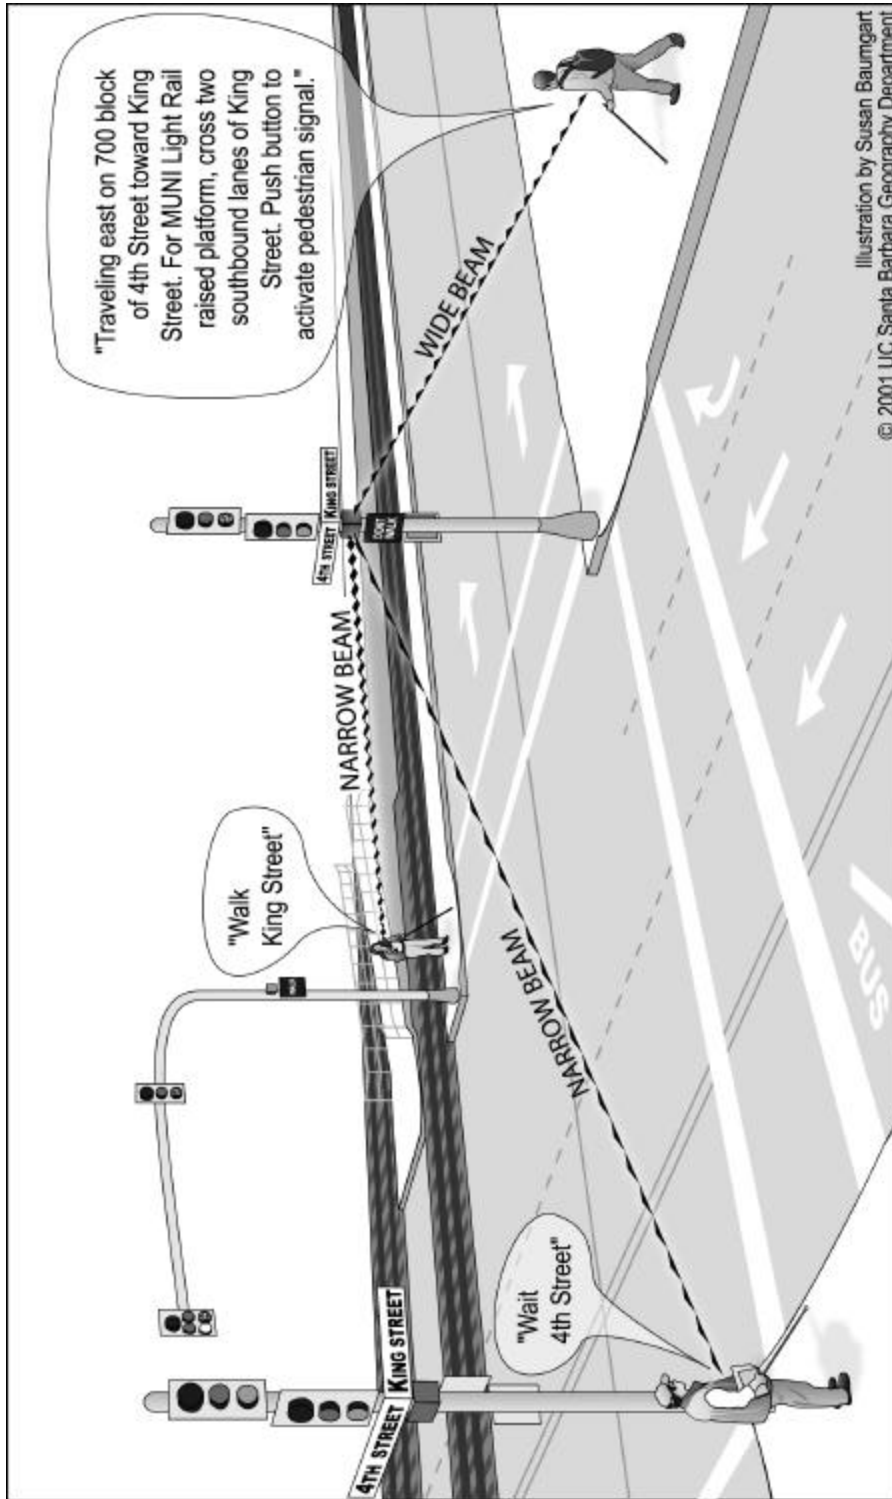 "Traveling east on 700 block
of 4th Street toward King
Street. For MUNI Light Rail
raised platform, cross two
southbound lanes of King
Street. Push button to
activate pedestrian signal."
4TH STREET
KING STREET
NARROW BEAM
WIDE BEAM
"Walk
King Street"
NARROW BEAM
4TH STREET
KING STREET
"Wait
4th Street"
BUS
Illustration by Susan Baumgart
© 2001 UC Santa Barbara Geography Department